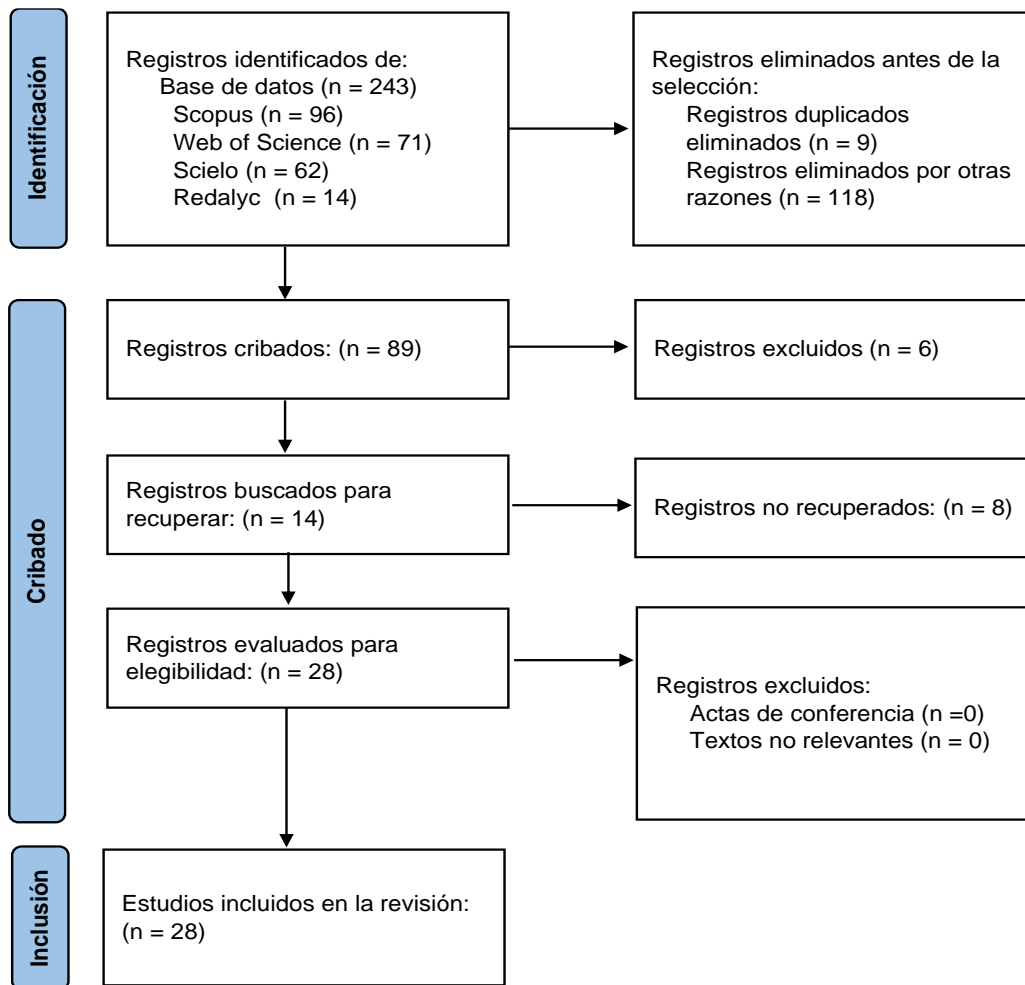 Identificación
Registros identificados de:
Base de datos (n = 243)
Scopus (n = 96)
Web of Science (n = 71)
Scielo (n = 62)
Redalyc (n = 14)
Registros eliminados antes de la
selección:
Registros duplicados
eliminados (n = 9)
Registros eliminados por otras
razones (n = 118)
Cribado
Registros cribados: (n = 89)
Registros excluidos (n = 6)
Registros buscados para
recuperar: (n = 14)
Registros no recuperados: (n = 8)
Registros evaluados para
elegibilidad: (n = 28)
Registros excluidos:
Actas de conferencia (n =0)
Textos no relevantes (n = 0)
Inclusión
Estudios incluidos en la revisión:
(n = 28)